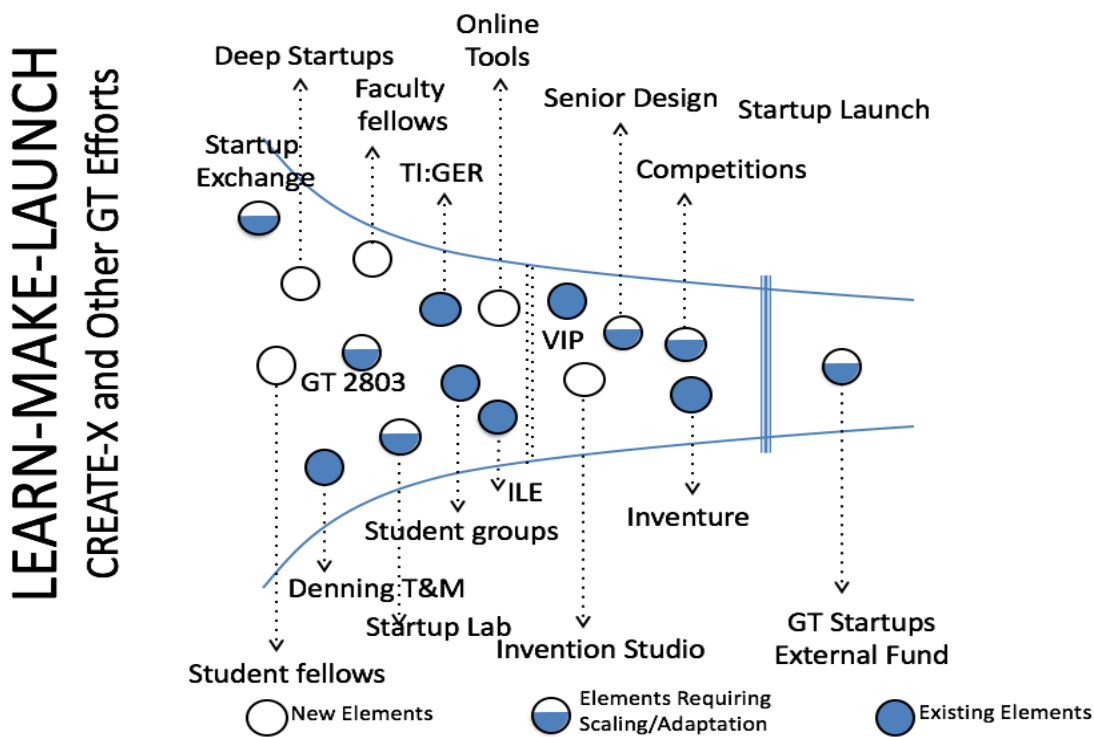 LEARN-MAKE-LAUNCH
CREATE-X and Other GT Efforts
Online
Tools
Deep Startups
Faculty
fellows
Senior Design
Startup Launch
Startup
Exchange
TI:GER
Competitions
VIP
GT 2803
ILE
Student groups
Inventure
Denning T&M
Startup Lab
Invention Studio
GT Startups
External Fund
Student fellows
New Elements
Elements Requiring
Scaling/Adaptation
Existing Elements